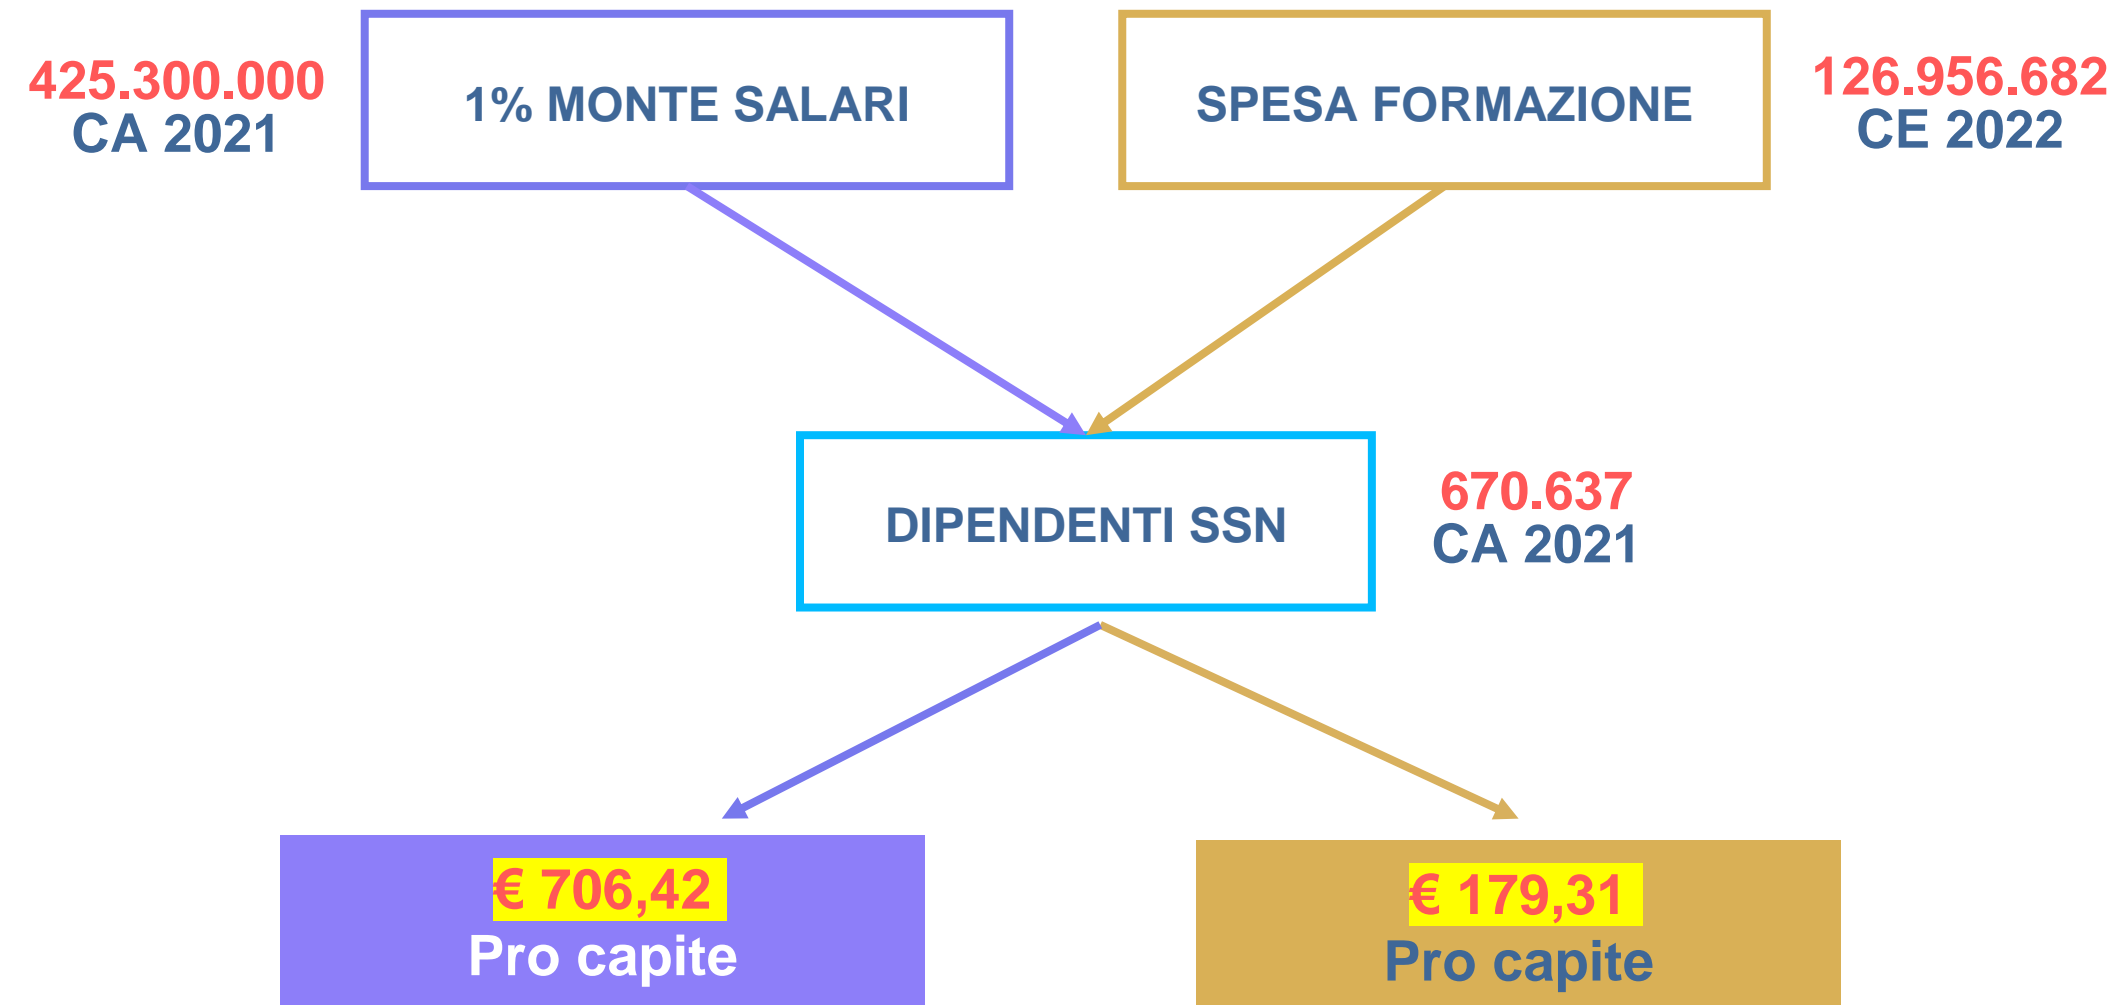 425.300.000
CA 2021
1% MONTE SALARI
SPESA FORMAZIONE
126.956.682
CE 2022
DIPENDENTI SSN
670.637
CA 2021
€ 706,42
Pro capite
€ 179,31
Pro capite